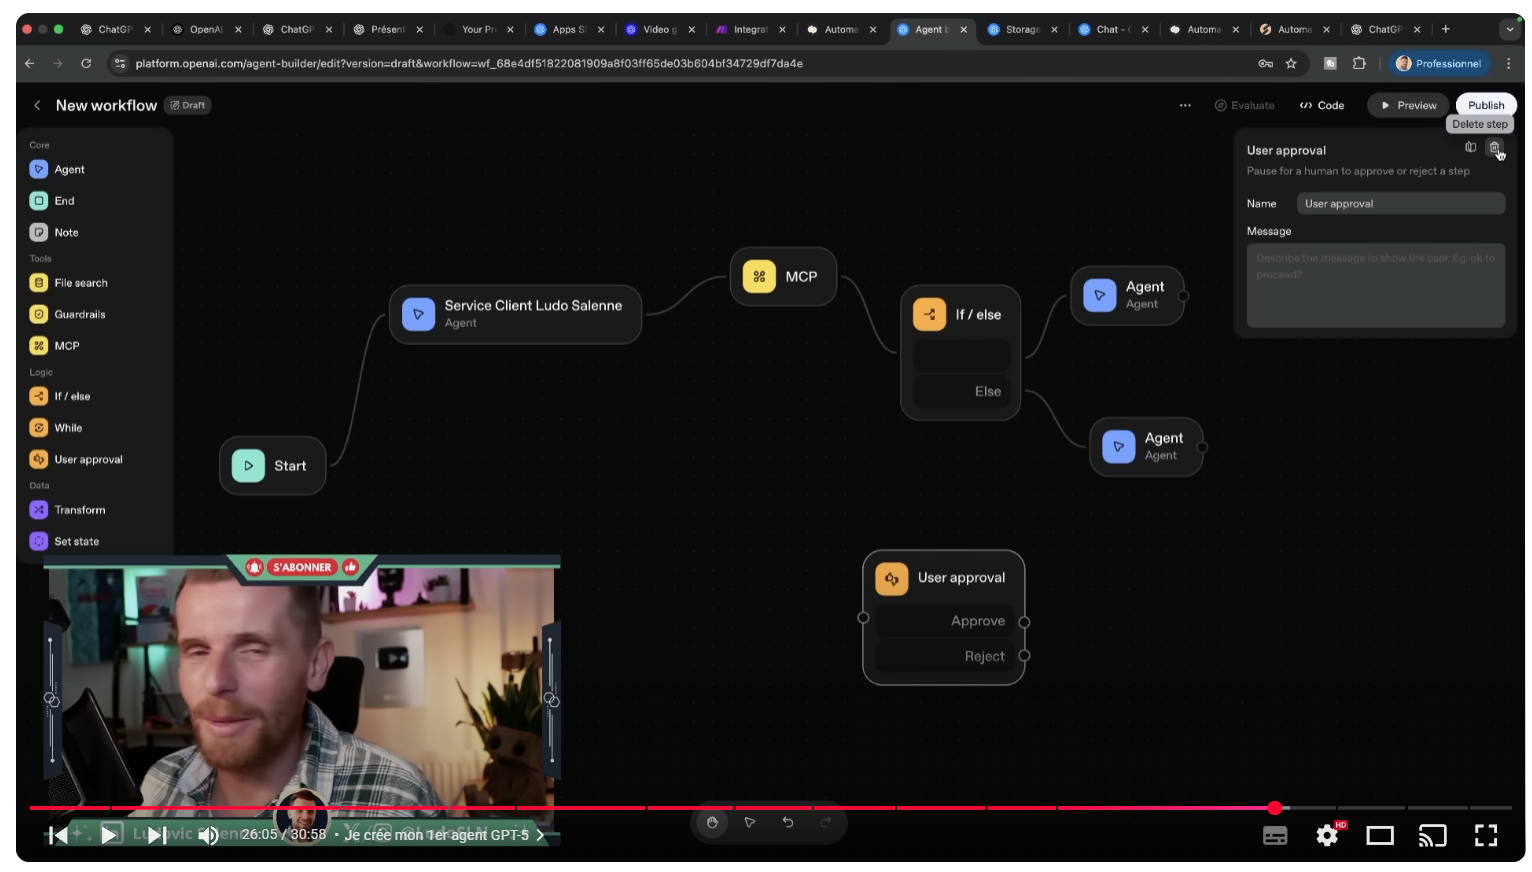 ChatGP
OpenAI
ChatGP
Présent
Your Pr
Apps S
Video g
Integrat
Automa
Agent b
Storage
Chat - (
Automa
Automa
ChatGP
platform.openai.com/agent-builder/edit?version=draft&workflow=wf_68e4df51822081909a8f03ff65de03b604bf34729df7da4e
Professionnel
New workflow
Draft
Evaluate
Code
Preview
Publish
Delete step
Core
Agent
End
Note
Tools
File search
Guardrails
MCP
Logic
If / else
While
User approval
Data
Transform
Set state
Start
Service Client Ludo Salenne
Agent
MCP
If / else
Else
Agent
Agent
Agent
Agent
User approval
Approve
Reject
User approval
Pause for a human to approve or reject a step
Name
User approval
Message
Describe the message to show the user. Eg. ok to
proceed?
S'ABONNER
26:05 / 30:58 • Je crée mon 1er agent GPT-5
HD